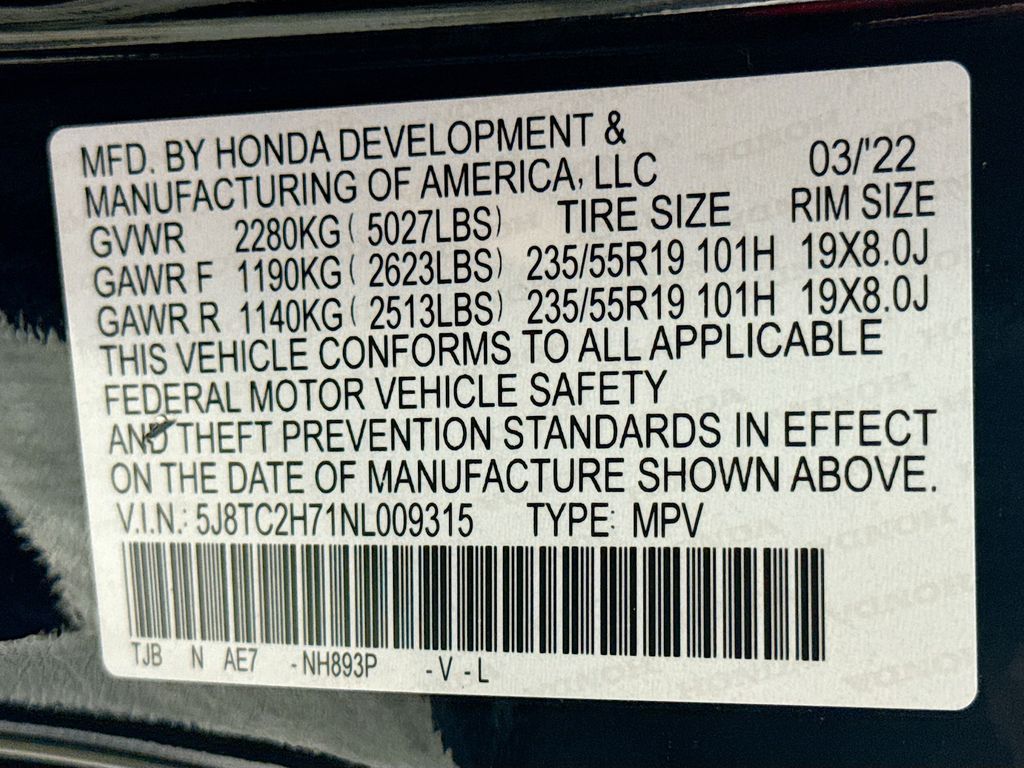 MFD. BY HONDA DEVELOPMENT &
MANUFACTURING OF AMERICA, LLC 03/'22
GVWR 2280KG ( 5027LBS) TIRE SIZE RIM SIZE
GAWR F 1190KG ( 2623LBS) 235/55R19 101H 19X8.0J
GAWR R 1140KG ( 2513LBS) 235/55R19 101H 19X8.0J
THIS VEHICLE CONFORMS TO ALL APPLICABLE
FEDERAL MOTOR VEHICLE SAFETY
AND THEFT PREVENTION STANDARDS IN EFFECT
ON THE DATE OF MANUFACTURE SHOWN ABOVE.
V.I.N.: 5J8TC2H71NL009315 TYPE: MPV
TJB N AE7 -NH893P -V -L